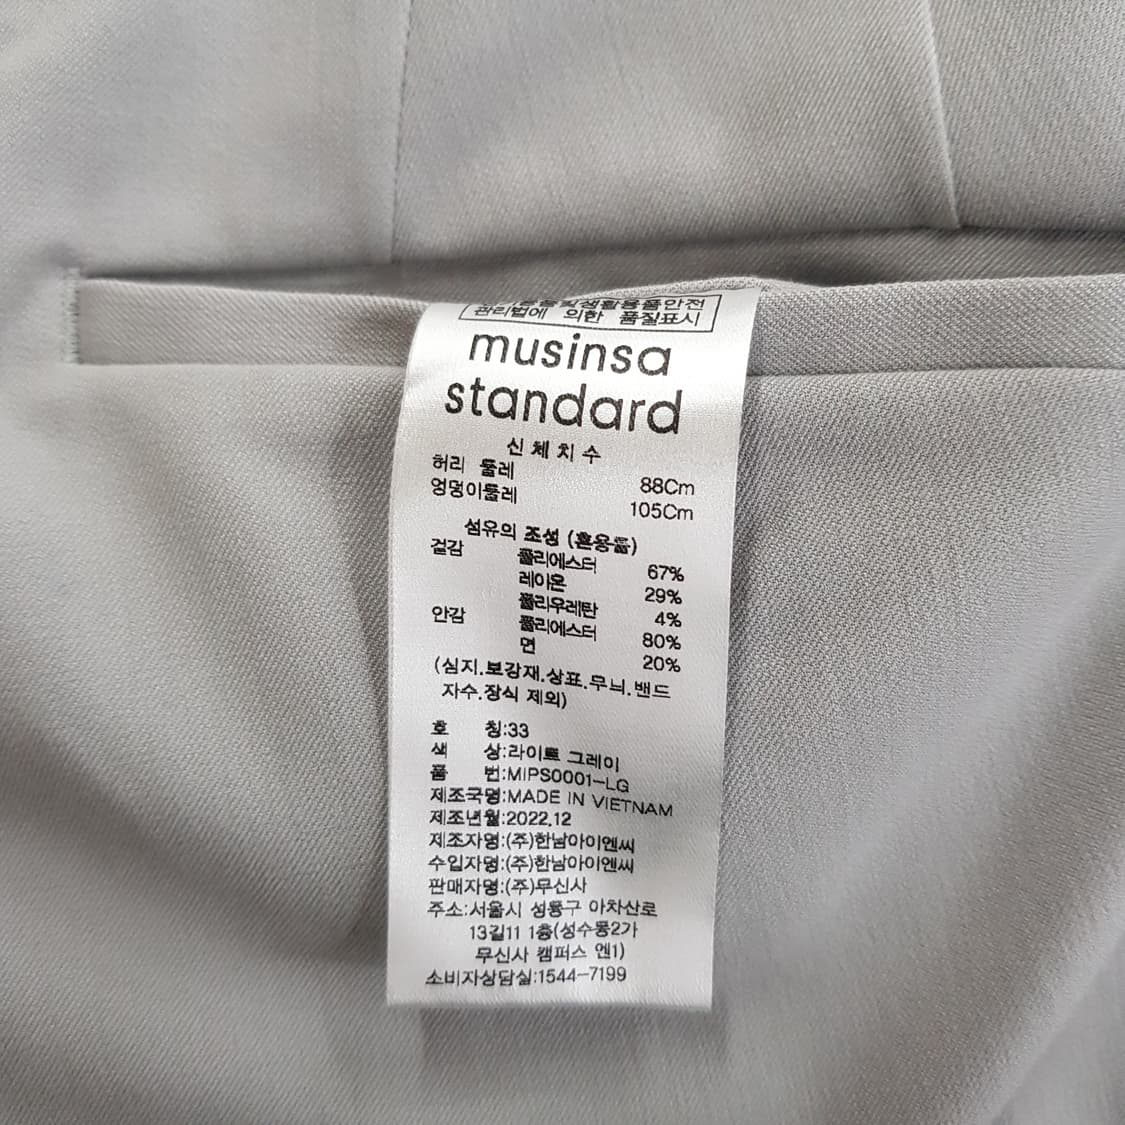 관리법에 의한 품질표시
musinsa
standard
신체치수
허리 둘레 88Cm
엉덩이둘레 105Cm
섬유의 조성 (혼용율)
겉감 폴리에스터 67%
레이온 29%
폴리우레탄 4%
안감 폴리에스터 80%
면 20%
(심지.보강재.상표.무늬.밴드
자수.장식 제외)
호 칭:33
색 상:라이트 그레이
품 번:MIPS0001-LG
제조국명:MADE IN VIETNAM
제조년월:2022.12
제조자명:(주)한남아이엔씨
수입자명:(주)한남아이엔씨
판매자명:(주)무신사
주소:서울시 성동구 아차산로
13길11 1층(성수동2가
무신사 캠퍼스 엔1)
소비자상담실:1544-7199